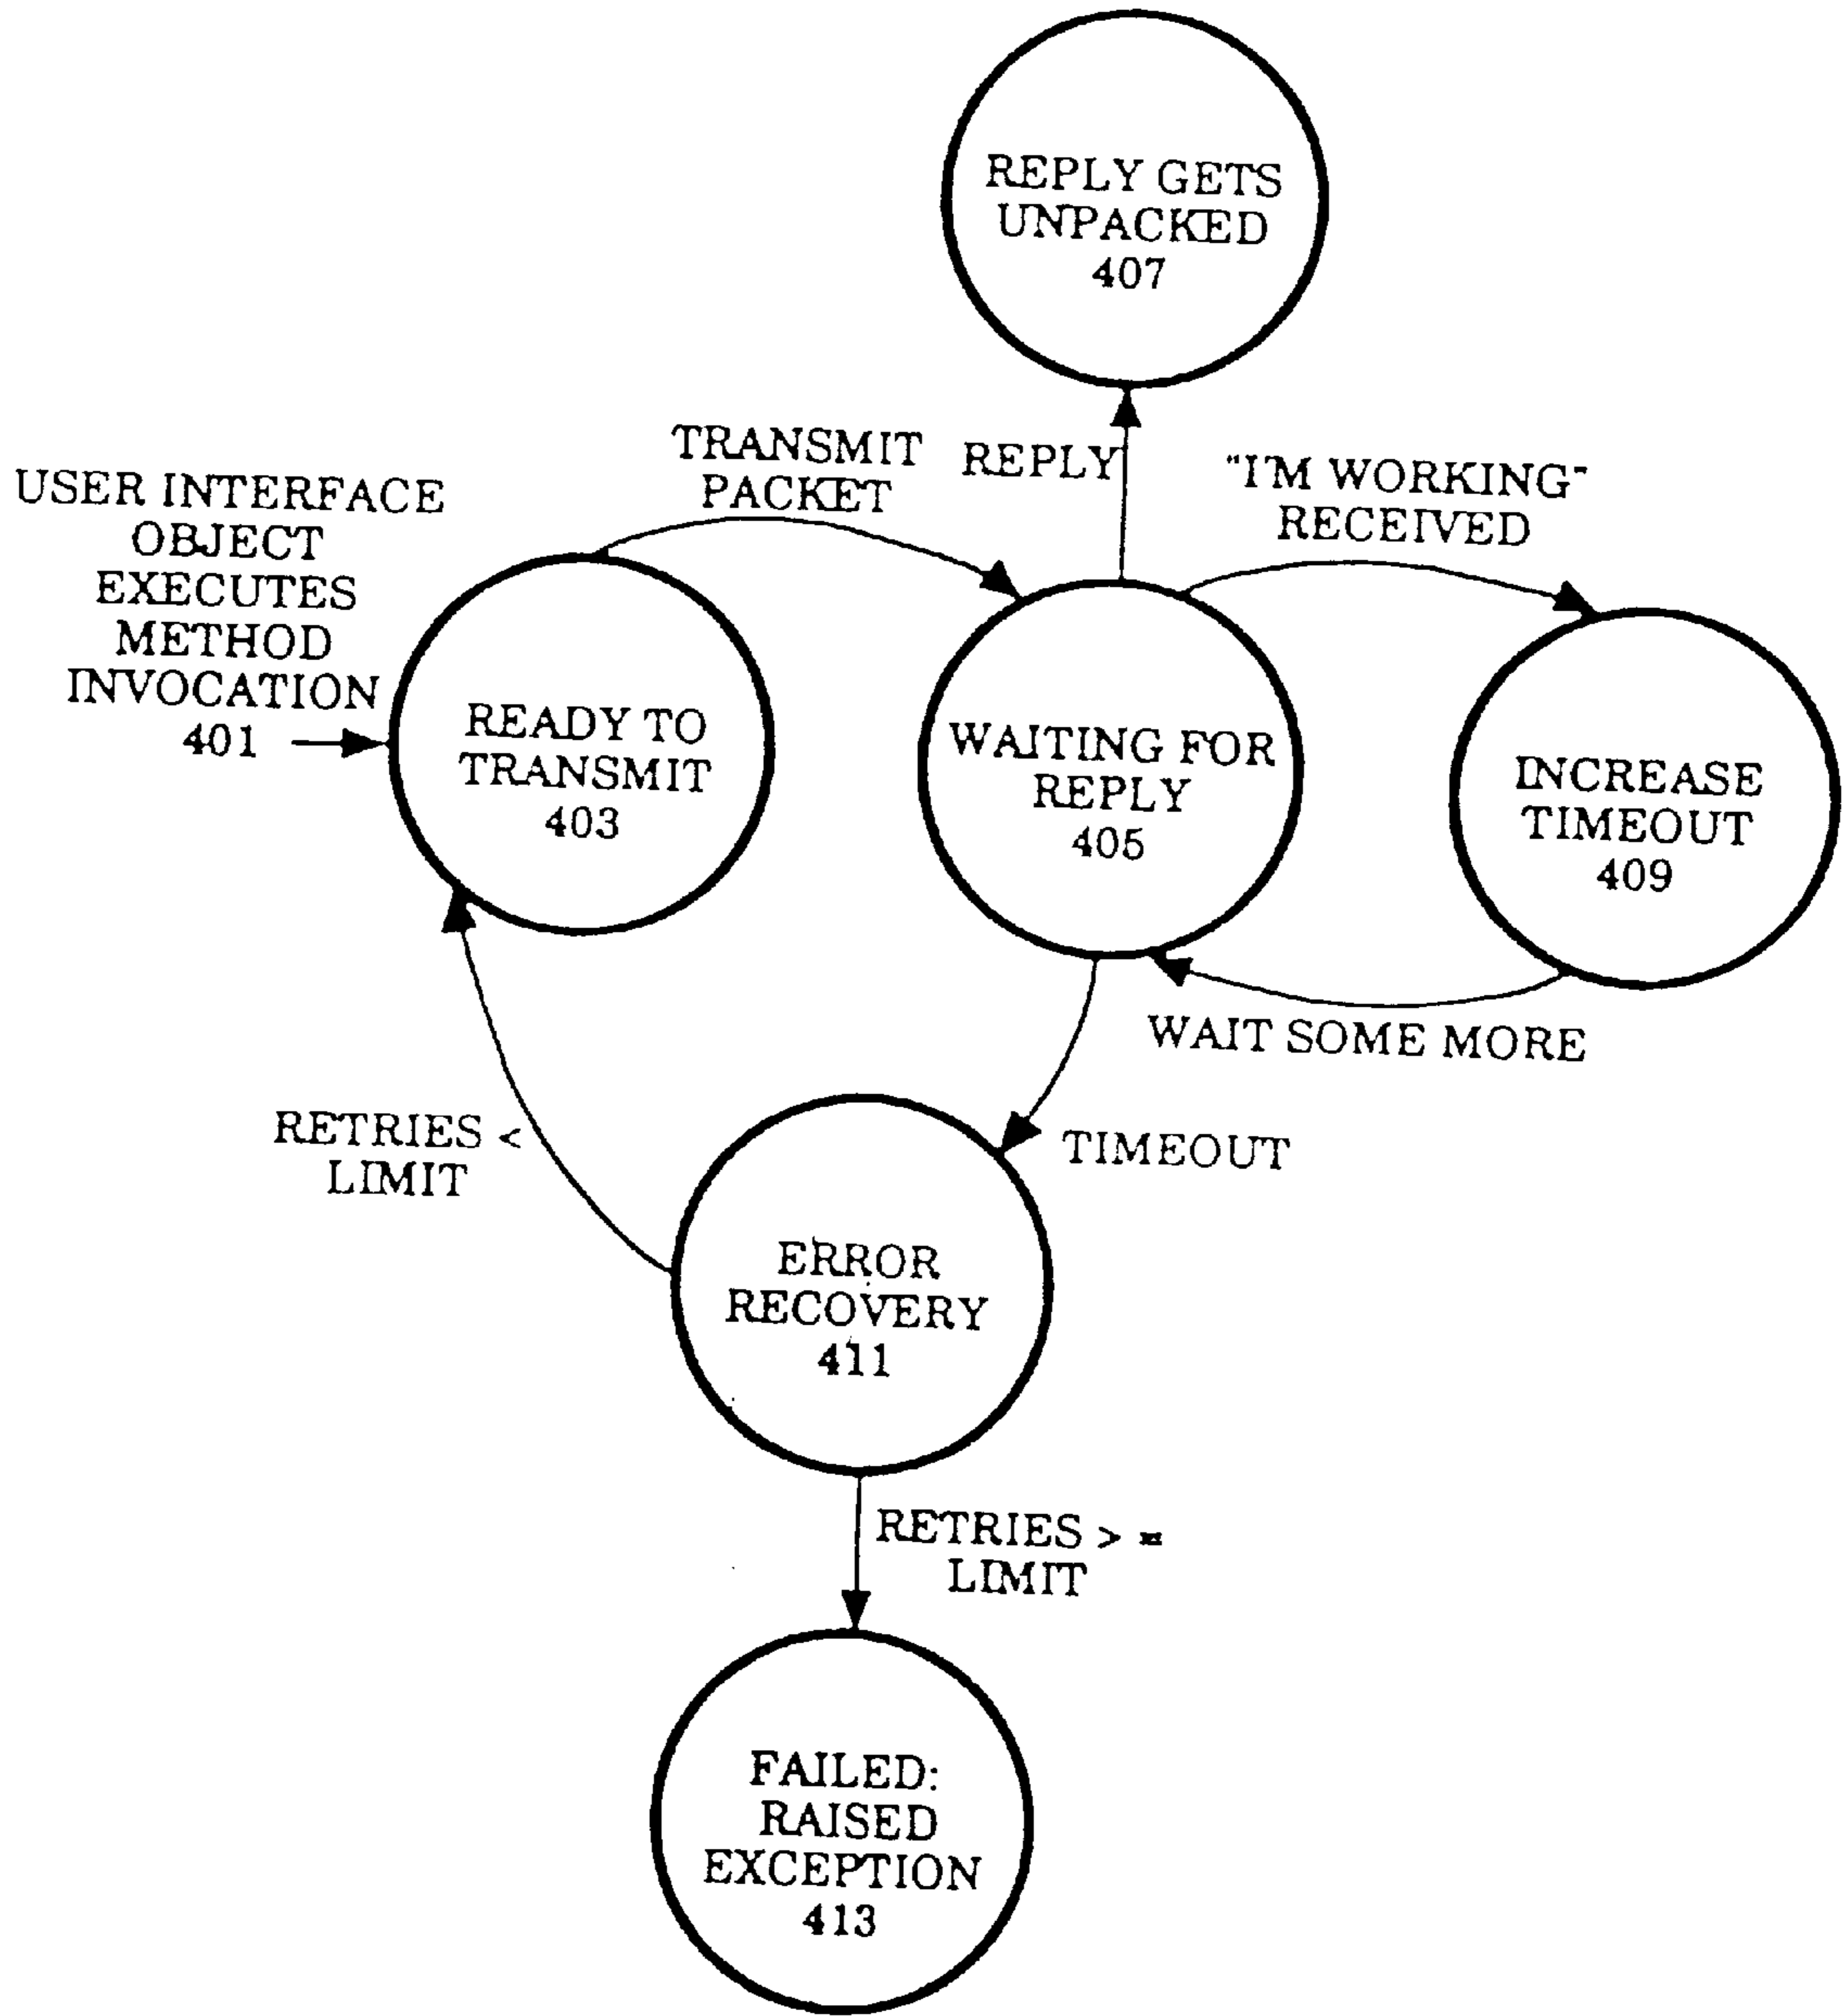 REPLY GETS
UNPACKED
407
TRANSMIT
PACKET
REPLY
"I'M WORKING"
RECEIVED
USER INTERFACE
OBJECT
EXECUTES
METHOD
INVOCATION
401
READY TO
TRANSMIT
403
WAITING FOR
REPLY
405
INCREASE
TIMEOUT
409
WAIT SOME MORE
RETRIES <
LIMIT
TIMEOUT
ERROR
RECOVERY
411
RETRIES > =
LIMIT
FAILED:
RAISED
EXCEPTION
413